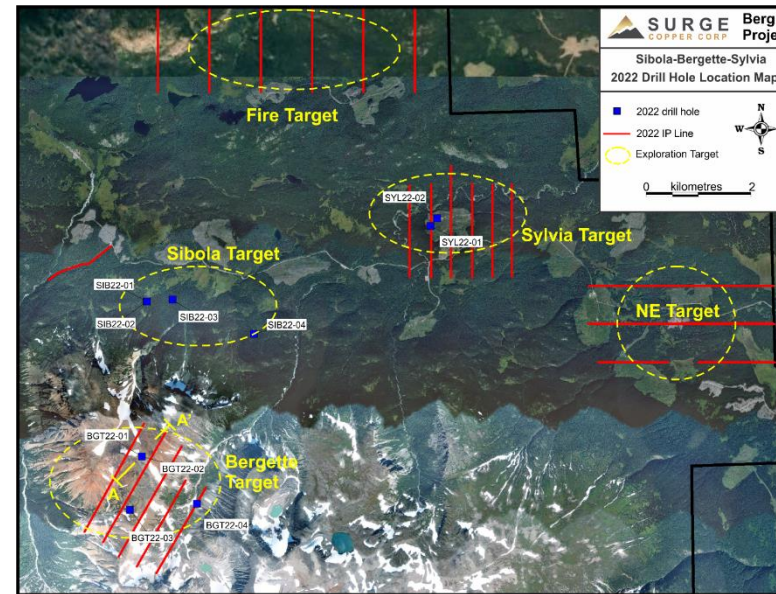 SURGE
COPPER CORP
Berg
Proje
Sibola-Bergette-Sylvia
2022 Drill Hole Location Map
2022 drill hole
2022 IP Line
Exploration Target
N
W
E
S
0 kilometres 2
Fire Target
SYL22-02
SYL22-01
Sylvia Target
Sibola Target
SIB22-01
SIB22-02
SIB22-03
SIB22-04
NE Target
BGT22-01
A'
BGT22-02
Bergette
Target
A
BGT22-04
BGT22-03